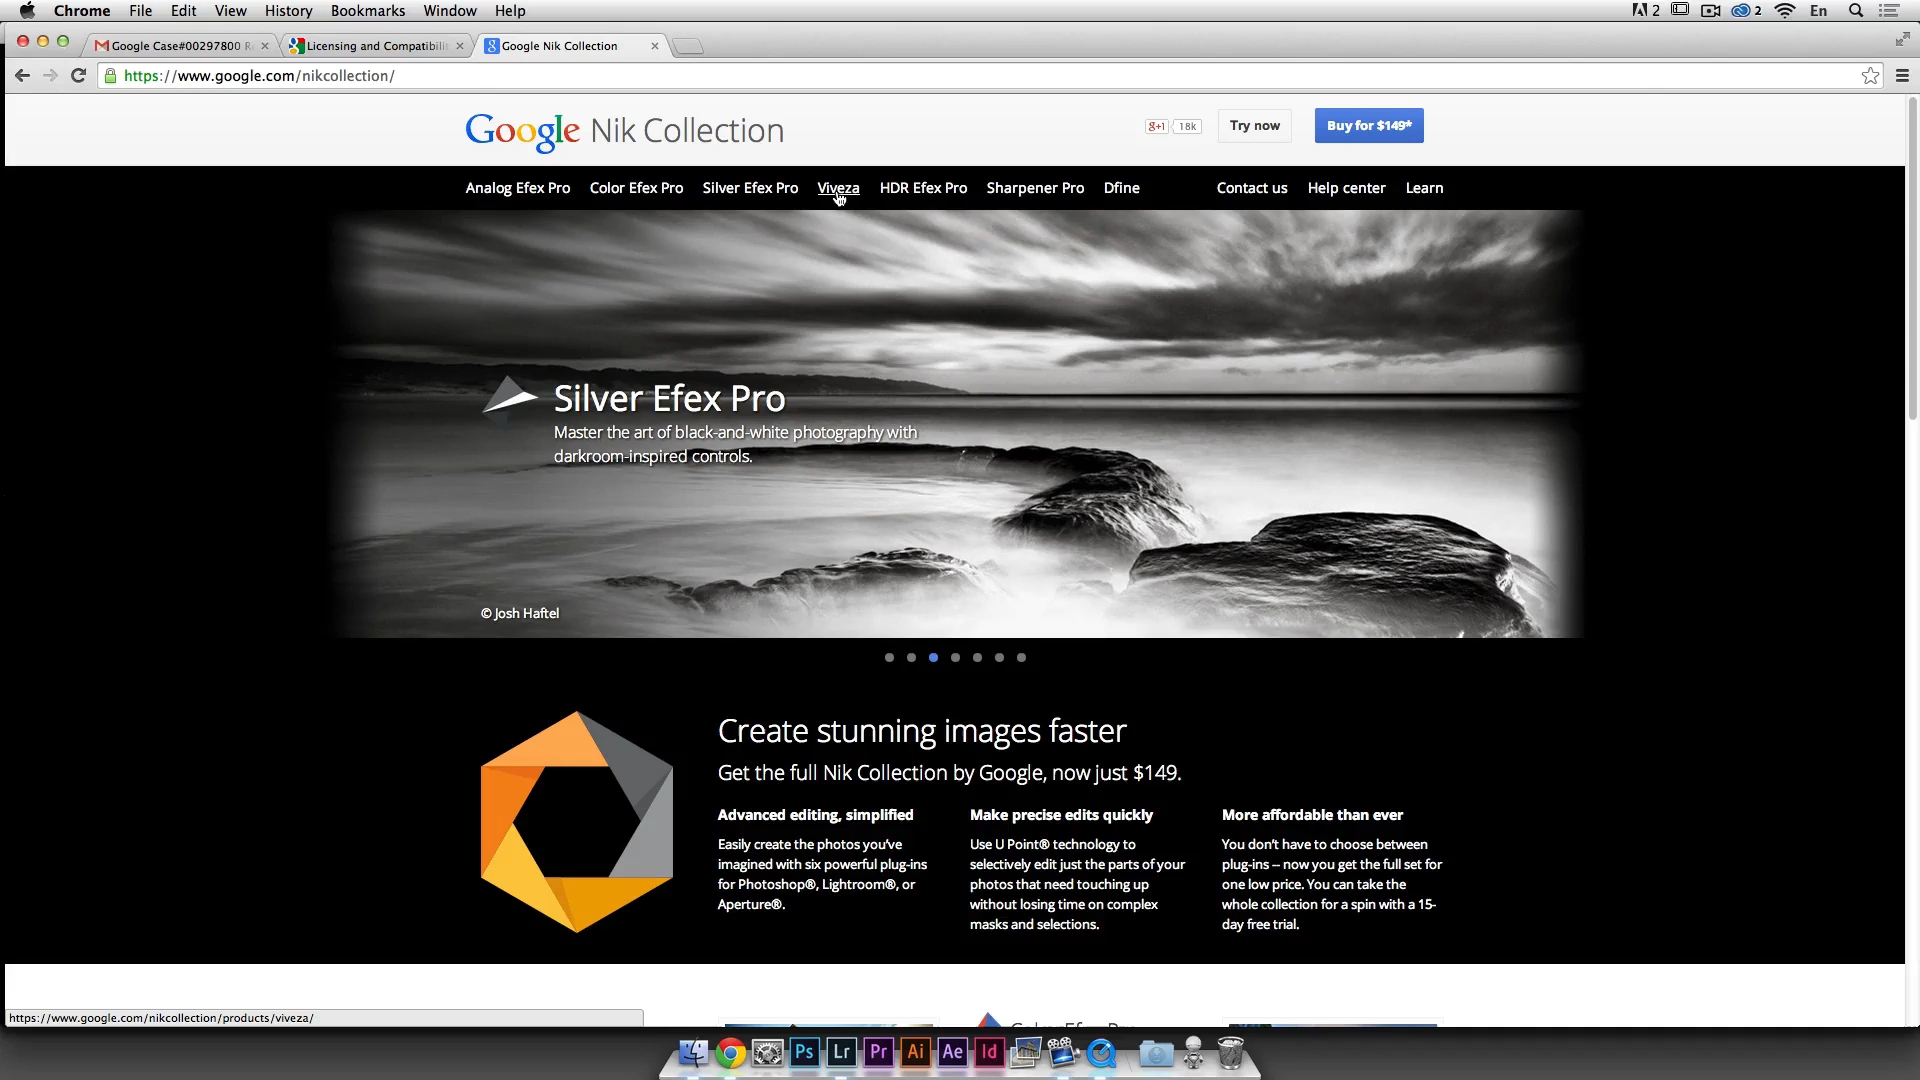 Chrome File Edit View History Bookmarks Window Help
2
2
En
Google Case#00297800 R
Licensing and Compatibili
Google Nik Collection
https://www.google.com/nikcollection/
Google Nik Collection
g+1
18k
Try now
Buy for $149*
Analog Efex Pro
Color Efex Pro
Silver Efex Pro
Viveza
HDR Efex Pro
Sharpener Pro
Dfine
Contact us
Help center
Learn
Silver Efex Pro
Master the art of black-and-white photography with
darkroom-inspired controls.
© Josh Haftel
Create stunning images faster
Get the full Nik Collection by Google, now just $149.
Advanced editing, simplified
Easily create the photos you've
imagined with six powerful plug-ins
for Photoshop®, Lightroom®, or
Aperture®.
Make precise edits quickly
Use U Point® technology to
selectively edit just the parts of your
photos that need touching up
without losing time on complex
masks and selections.
More affordable than ever
You don't have to choose between
plug-ins – now you get the full set for
one low price. You can take the
whole collection for a spin with a 15-
day free trial.
https://www.google.com/nikcollection/products/viveza/
Ps
Lr
Pr
Ai
Ae
Id